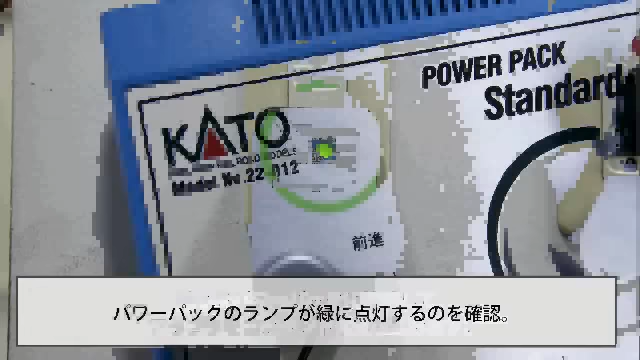 POWER PACK
Standard
KATO
Model No.22-012
前進
パワーパックのランプが緑に点灯するのを確認。